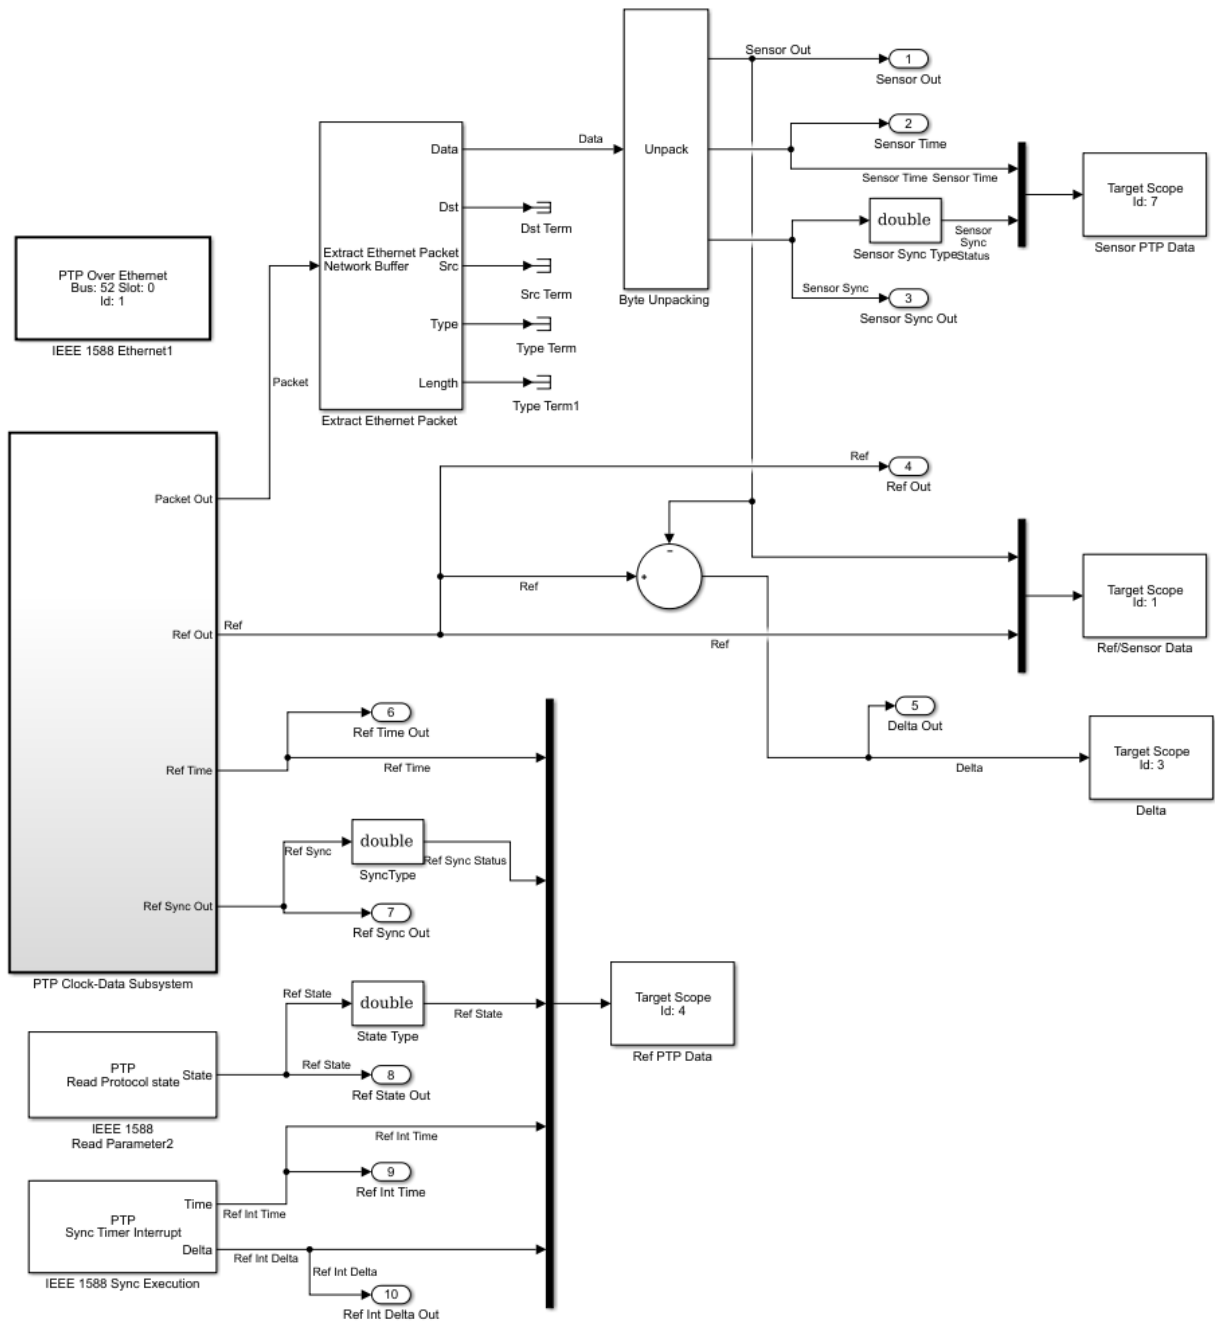 Sensor Out
1
Sensor Out
2
Sensor Time
Data
Data
Unpack
Sensor Time
Sensor Time
Target Scope
Id: 7
Sensor PTP Data
Dst
Dst Term
double
Sensor
Sync
Status
Sensor Sync Type
Extract Ethernet Packet
Network Buffer
Src
Src Term
PTP Over Ethernet
Bus: 52 Slot: 0
Id: 1
IEEE 1588 Ethernet1
Byte Unpacking
Sensor Sync
3
Sensor Sync Out
Type
Type Term
Packet
Length
Type Term1
Extract Ethernet Packet
Ref
4
Ref Out
Packet Out
−
+
Ref
Target Scope
Id: 1
Ref/Sensor Data
Ref Out
Ref
Ref
6
Ref Time Out
5
Delta Out
Ref Time
Ref Time
Delta
Target Scope
Id: 3
Delta
Ref Sync
double
Ref Sync Status
SyncType
Ref Sync Out
7
Ref Sync Out
PTP Clock-Data Subsystem
Ref State
double
Ref State
State Type
Target Scope
Id: 4
Ref PTP Data
PTP
Read Protocol state
State
Ref State
8
Ref State Out
IEEE 1588
Read Parameter2
Ref Int Time
9
Ref Int Time
Time
Ref Int Time
PTP
Sync Timer Interrupt
Delta
Ref Int Delta
Ref Int Delta
IEEE 1588 Sync Execution
10
Ref Int Delta Out